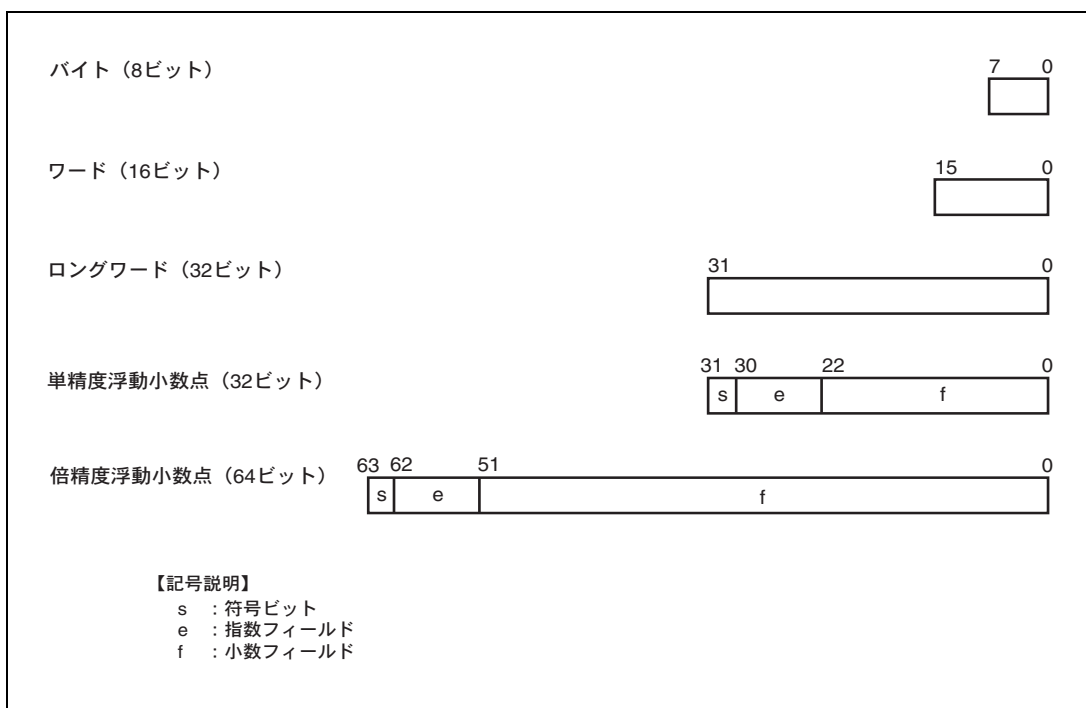 バイト（8ビット）
7 0
ワード（16ビット）
15 0
ロングワード（32ビット）
31 0
単精度浮動小数点（32ビット）
31 30 22 0
s e f
倍精度浮動小数点（64ビット）
63 62 51 0
s e f
【記号説明】
s ：符号ビット
e ：指数フィールド
f ：小数フィールド